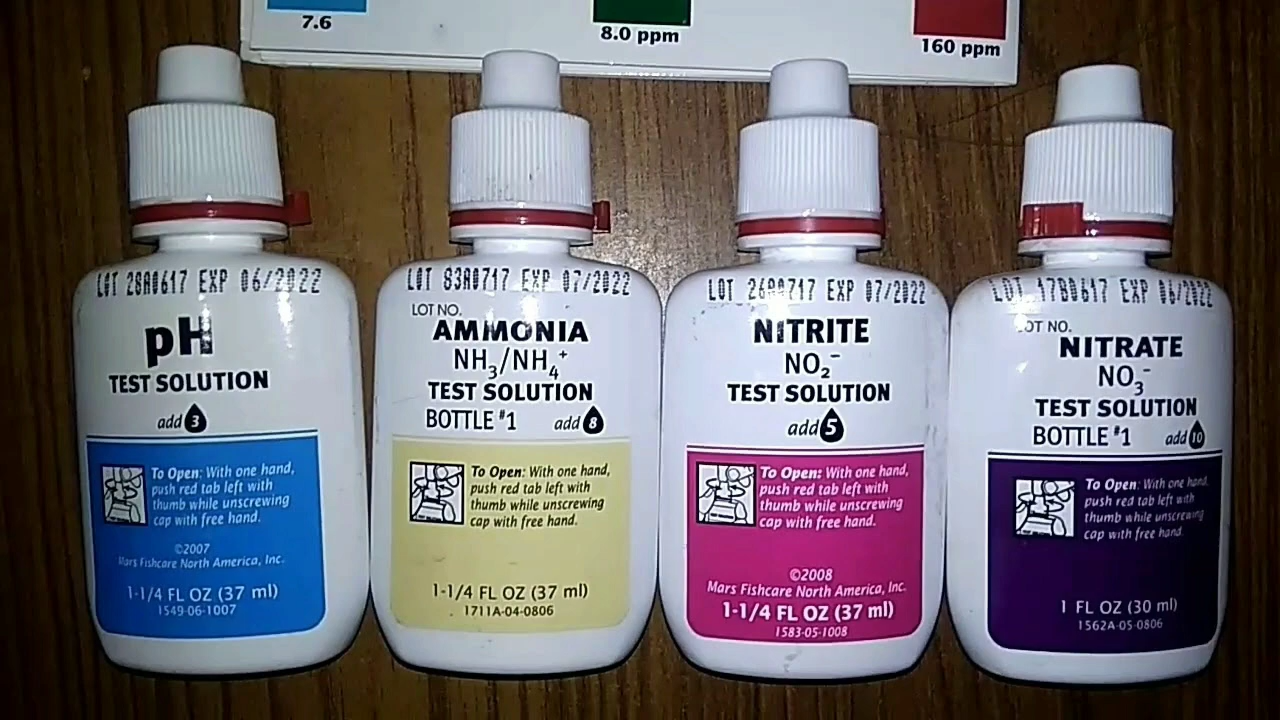 7.6
8.0 ppm
160 ppm
LOT 28A0617 EXP 06/2022
pH
TEST SOLUTION
add 3
To Open: With one hand,
push red tab left with
thumb while unscrewing
cap with free hand.
©2007
Mars Fishcare North America, Inc.
1-1/4 FL OZ (37 ml)
1549-06-1007
LOT 83A0717 EXP 07/2022
LOT NO.
AMMONIA
NH₃/NH₄⁺
TEST SOLUTION
BOTTLE #1 add 8
To Open: With one hand,
push red tab left with
thumb while unscrewing
cap with free hand.
1-1/4 FL OZ (37 ml)
1711A-04-0806
LOT 26A0717 EXP 07/2022
NITRITE
NO₂⁻
TEST SOLUTION
add 5
To Open: With one hand,
push red tab left with
thumb while unscrewing
cap with free hand.
©2008
Mars Fishcare North America, Inc.
1-1/4 FL OZ (37 ml)
1583-05-1008
LOT 17B0617 EXP 06/2022
LOT NO.
NITRATE
NO₃⁻
TEST SOLUTION
BOTTLE #1 add 10
To Open: With one hand,
push red tab left with
thumb while unscrewing
cap with free hand.
1 FL OZ (30 ml)
1562A-05-0806